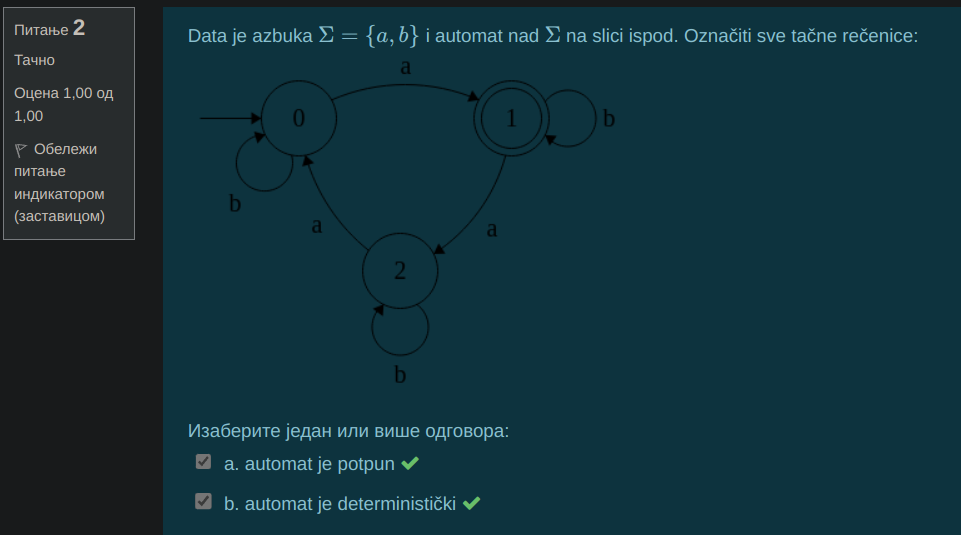 Питање 2
Тачно
Оцена 1,00 од
1,00
Обележи
питање
индикатором
(заставицом)
Data je azbuka Σ = {a, b} i automat nad Σ na slici ispod. Označiti sve tačne rečenice:
a
0
1
b
b
a
a
2
b
Изаберите један или више одговора:
a. automat je potpun
b. automat je deterministički